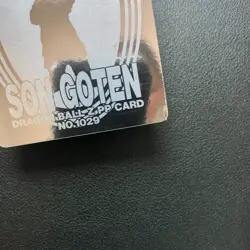 SON GOTEN
DRAGON BALL Z PP CARD
NO.1029